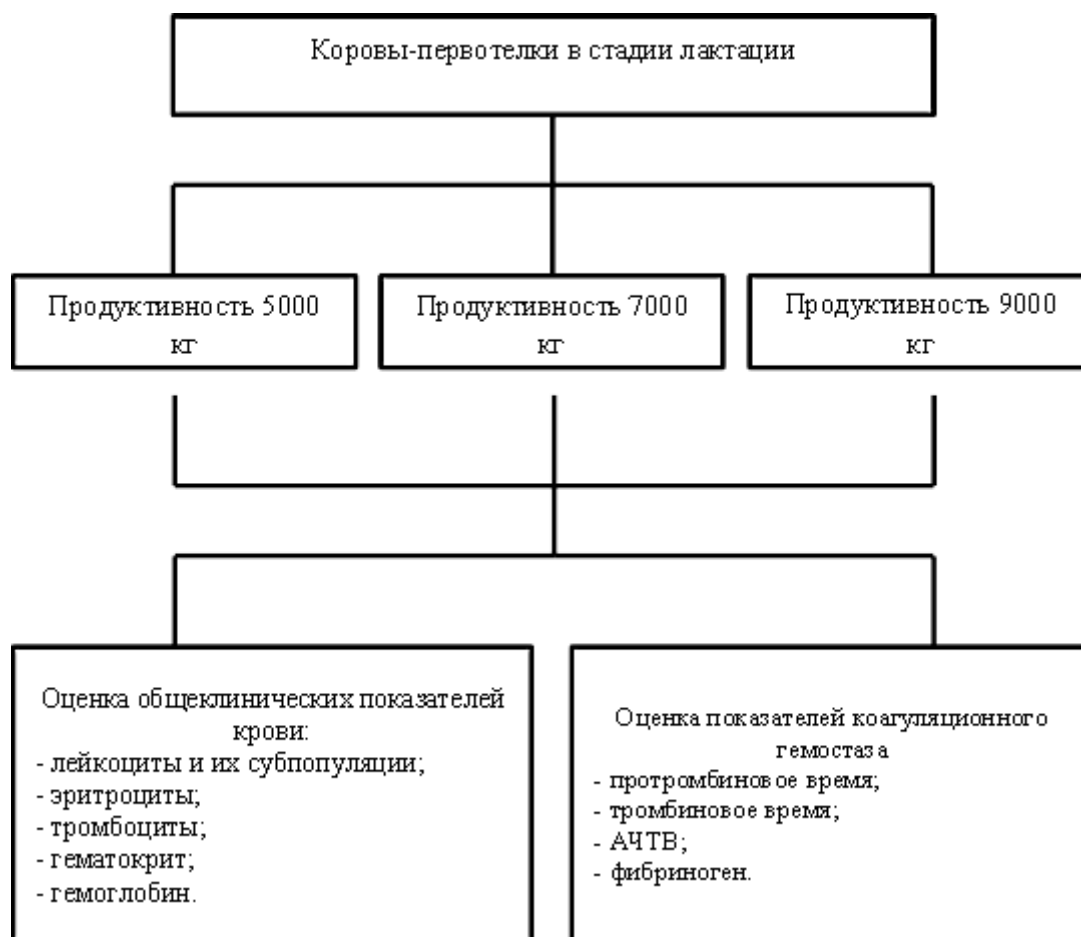 Коровы-первотелки в стадии лактации
Продуктивность 5000
кг
Продуктивность 7000
кг
Продуктивность 9000
кг
Оценка общеклинических показателей
крови:
- лейкоциты и их субпопуляции;
- эритроциты;
- тромбоциты;
- гематокрит;
- гемоглобин.
Оценка показателей коагуляционного
гемостаза
- протромбиновое время;
- тромбиновое время;
- АЧТВ;
- фибриноген.